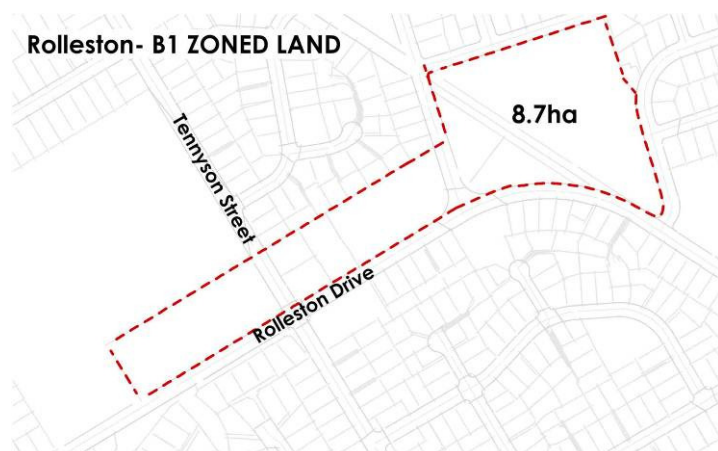 Rolleston- B1 ZONED LAND
8.7ha
Tennyson Street
Rolleston Drive